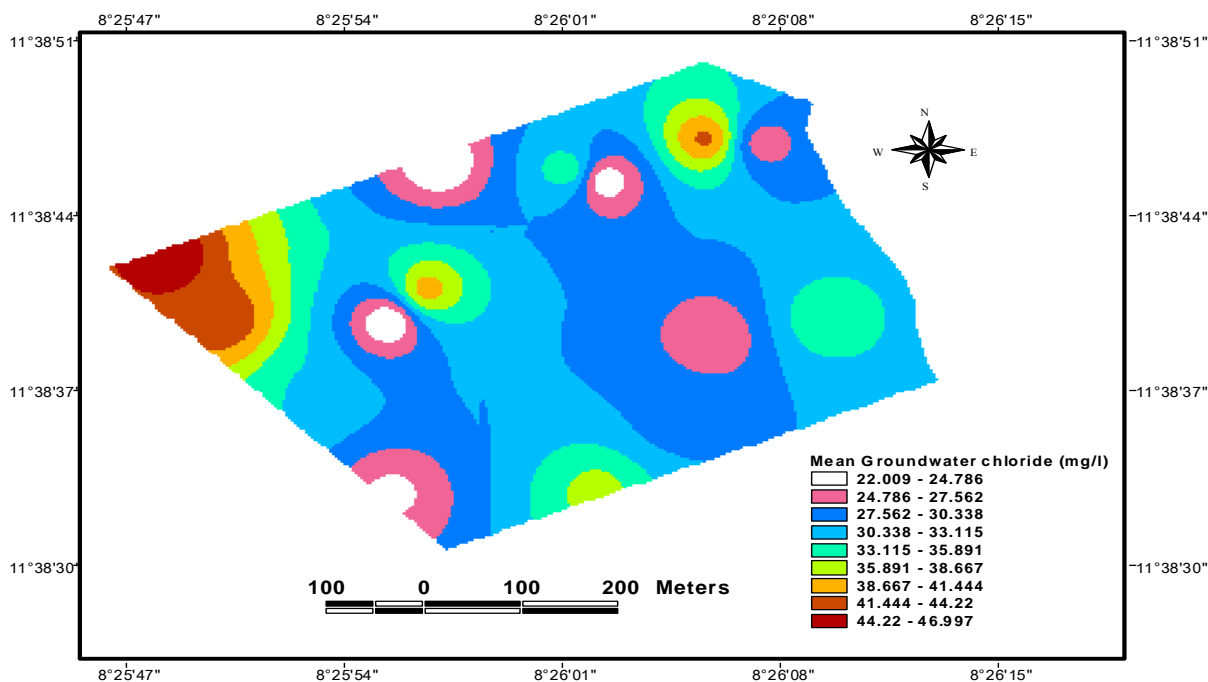 8°25'47" 8°25'54" 8°26'01" 8°26'08" 8°26'15"
11°38'51" 11°38'51"
N
W E
S
11°38'44" 11°38'44"
11°38'37" 11°38'37"
Mean Groundwater chloride (mg/l)
22.009 - 24.786
24.786 - 27.562
27.562 - 30.338
30.338 - 33.115
33.115 - 35.891
35.891 - 38.667
38.667 - 41.444
41.444 - 44.22
44.22 - 46.997
11°38'30" 11°38'30"
100 0 100 200 Meters
8°25'47" 8°25'54" 8°26'01" 8°26'08" 8°26'15"